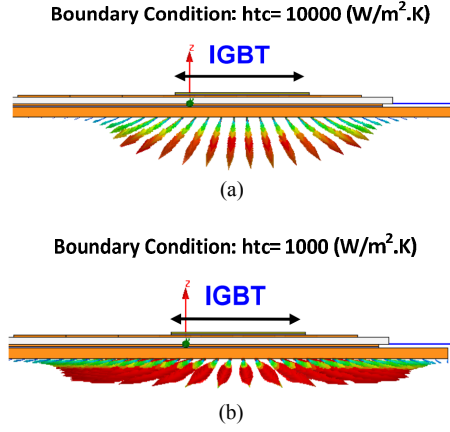 Boundary Condition: htc= 10000 (W/m².K)
IGBT
z
(a)
Boundary Condition: htc= 1000 (W/m².K)
IGBT
z
(b)